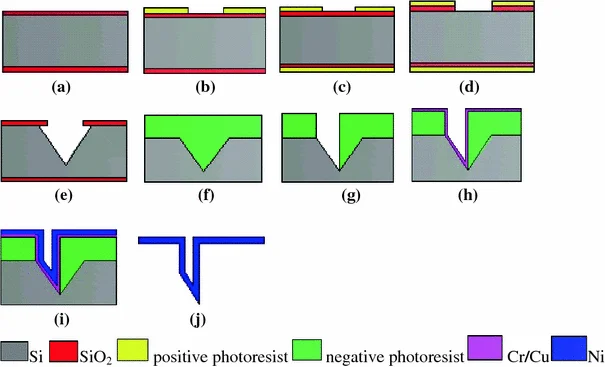 (a) (b) (c) (d)
(e) (f) (g) (h)
(i) (j)
Si SiO₂ positive photoresist negative photoresist Cr/Cu Ni